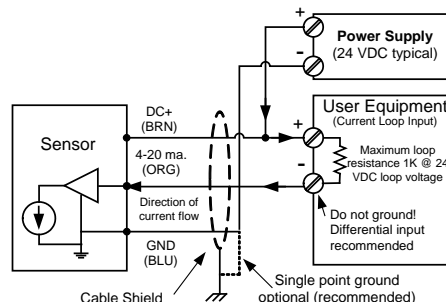 +
Power Supply
(24 VDC typical)
-
User Equipment
(Current Loop Input)
+
Maximum loop
resistance 1K @ 24
VDC loop voltage
-
Sensor
DC+
(BRN)
4-20 ma.
(ORG)
Direction of
current flow
GND
(BLU)
Do not ground!
Differential input
recommended
Cable Shield
Single point ground
optional (recommended)